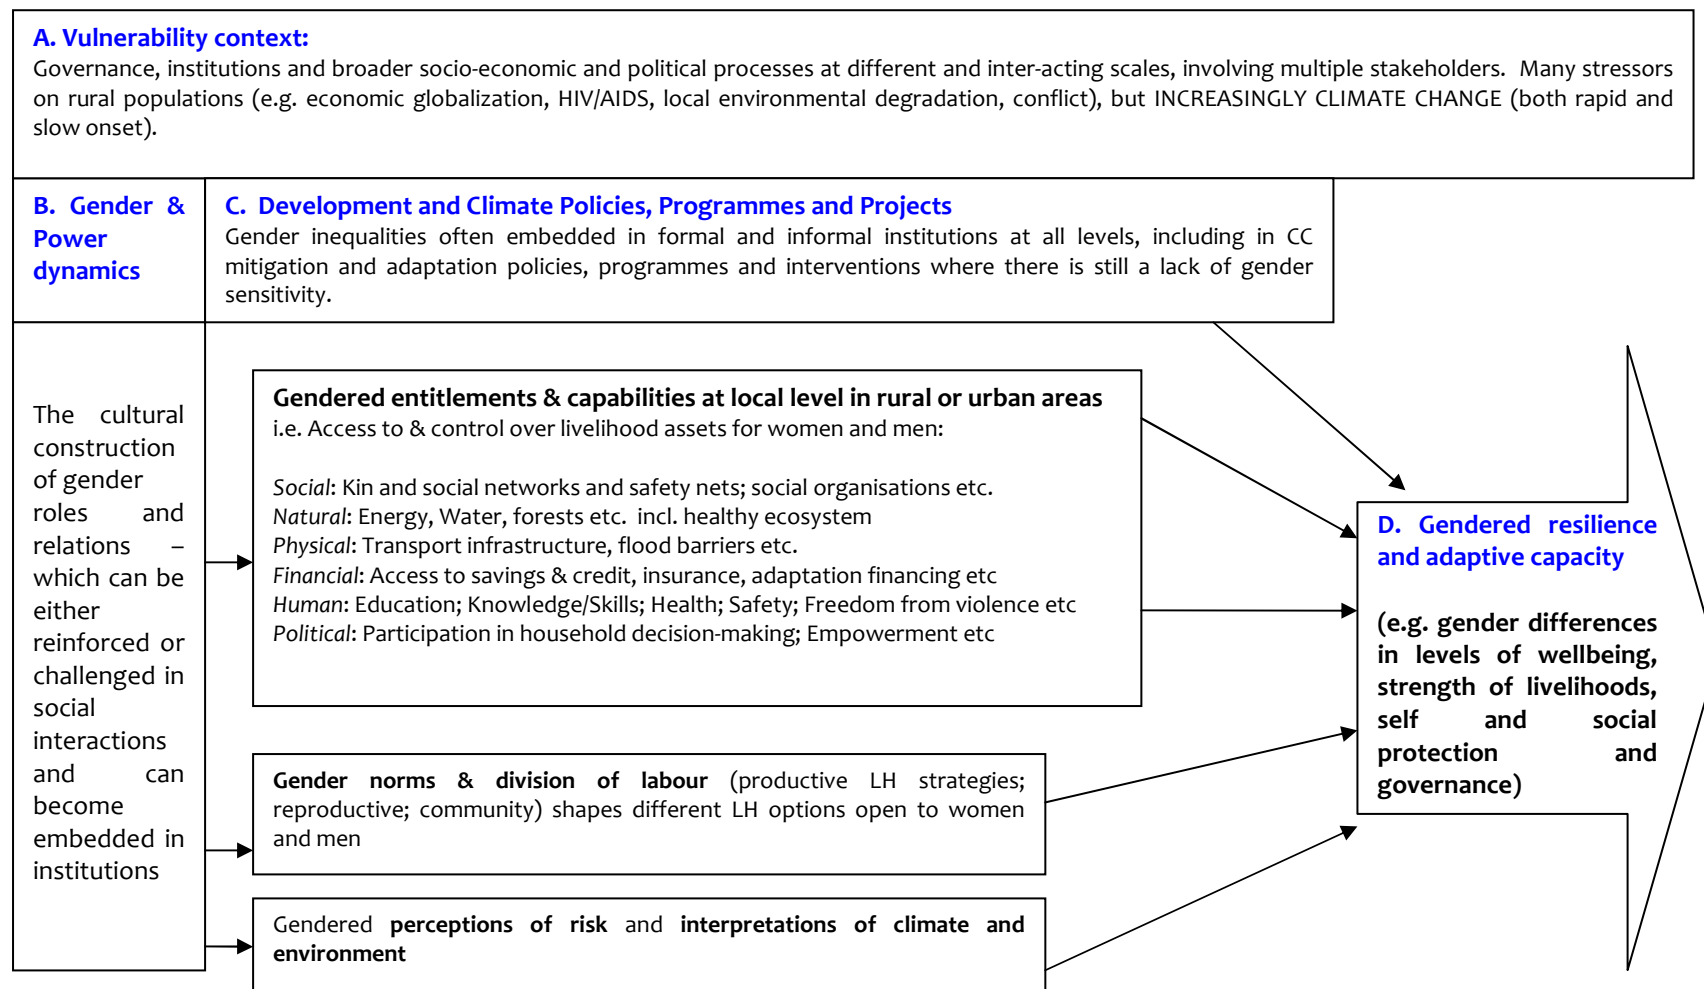 A. Vulnerability context:
Governance, institutions and broader socio-economic and political processes at different and inter-acting scales, involving multiple stakeholders. Many stressors
on rural populations (e.g. economic globalization, HIV/AIDS, local environmental degradation, conflict), but INCREASINGLY CLIMATE CHANGE (both rapid and
slow onset).
B. Gender &
Power
dynamics
C. Development and Climate Policies, Programmes and Projects
Gender inequalities often embedded in formal and informal institutions at all levels, including in CC
mitigation and adaptation policies, programmes and interventions where there is still a lack of gender
sensitivity.
The cultural
construction
of gender
roles and
relations –
which can be
either
reinforced or
challenged in
social
interactions
and can
become
embedded in
institutions
Gendered entitlements & capabilities at local level in rural or urban areas
i.e. Access to & control over livelihood assets for women and men:
Social: Kin and social networks and safety nets; social organisations etc.
Natural: Energy, Water, forests etc. incl. healthy ecosystem
Physical: Transport infrastructure, flood barriers etc.
Financial: Access to savings & credit, insurance, adaptation financing etc
Human: Education; Knowledge/Skills; Health; Safety; Freedom from violence etc
Political: Participation in household decision-making; Empowerment etc
Gender norms & division of labour (productive LH strategies;
reproductive; community) shapes different LH options open to women
and men
Gendered perceptions of risk and interpretations of climate and
environment
D. Gendered resilience
and adaptive capacity
(e.g. gender differences
in levels of wellbeing,
strength of livelihoods,
self and social
protection and
governance)